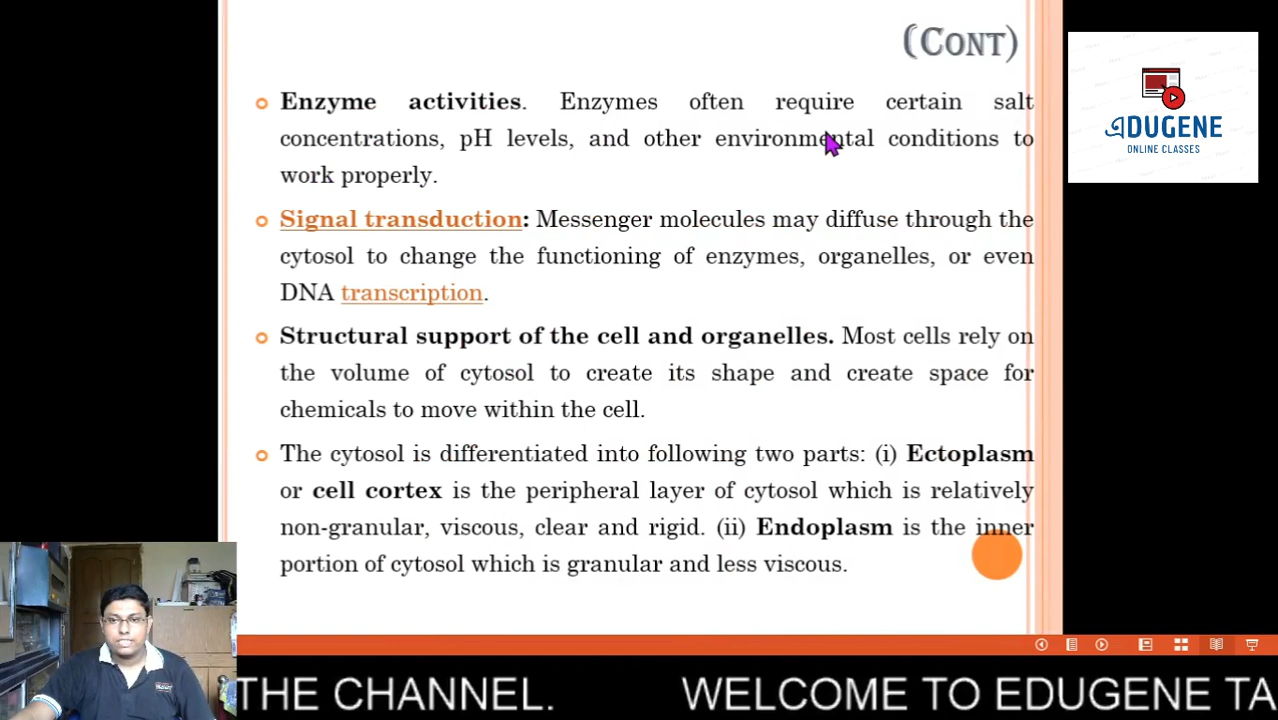 (CONT)
Enzyme activities. Enzymes often require certain salt
concentrations, pH levels, and other environmental conditions to
work properly.
Signal transduction: Messenger molecules may diffuse through the
cytosol to change the functioning of enzymes, organelles, or even
DNA transcription.
Structural support of the cell and organelles. Most cells rely on
the volume of cytosol to create its shape and create space for
chemicals to move within the cell.
The cytosol is differentiated into following two parts: (i) Ectoplasm
or cell cortex is the peripheral layer of cytosol which is relatively
non-granular, viscous, clear and rigid. (ii) Endoplasm is the inner
portion of cytosol which is granular and less viscous.
EDUGENE
ONLINE CLASSES
THE CHANNEL. WELCOME TO EDUGENE TA